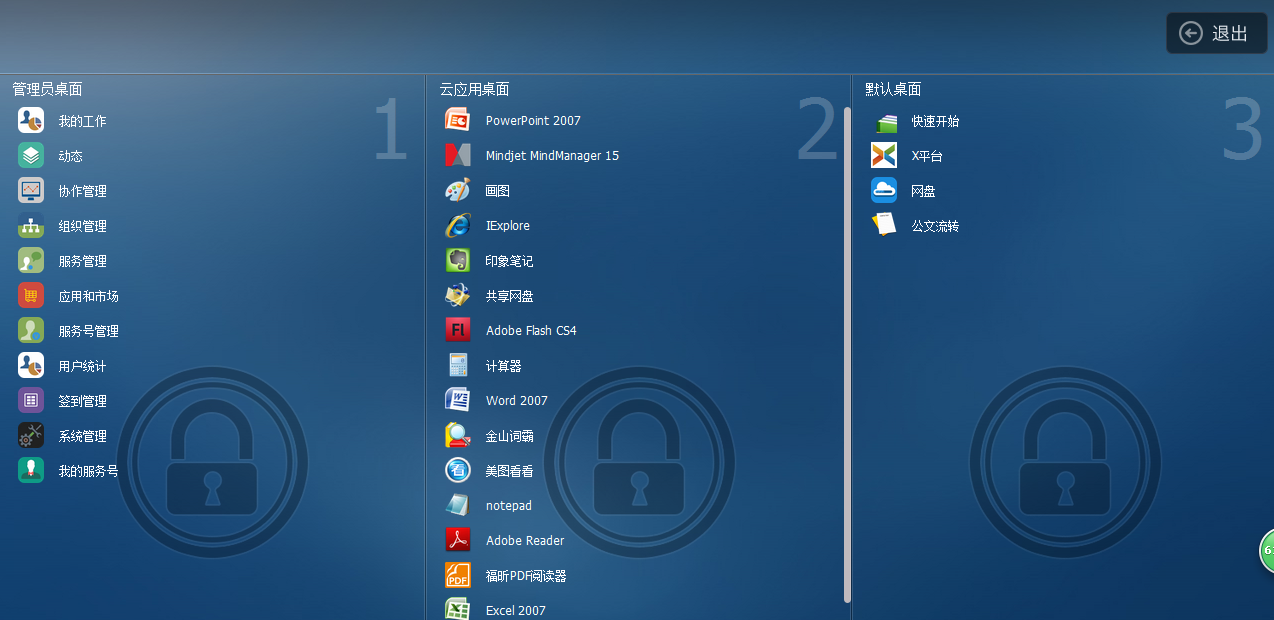 退出
管理员桌面
1
我的工作
动态
协作管理
组织管理
服务管理
应用和市场
服务号管理
用户统计
签到管理
系统管理
我的服务号
云应用桌面
2
PowerPoint 2007
Mindjet MindManager 15
画图
IExplore
印象笔记
共享网盘
Fl
Adobe Flash CS4
计算器
Word 2007
金山词霸
看
美图看看
notepad
Adobe Reader
PDF
福昕PDF阅读器
Excel 2007
默认桌面
3
快速开始
X平台
网盘
公文流转